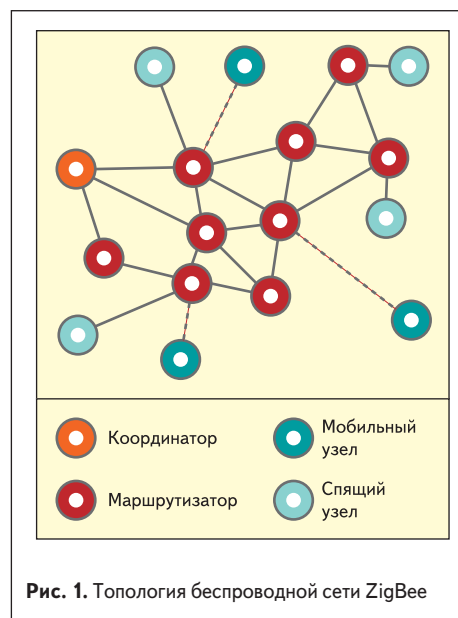 Координатор
Мобильный
узел
Маршрутизатор
Спящий
узел
Рис. 1. Топология беспроводной сети ZigBee